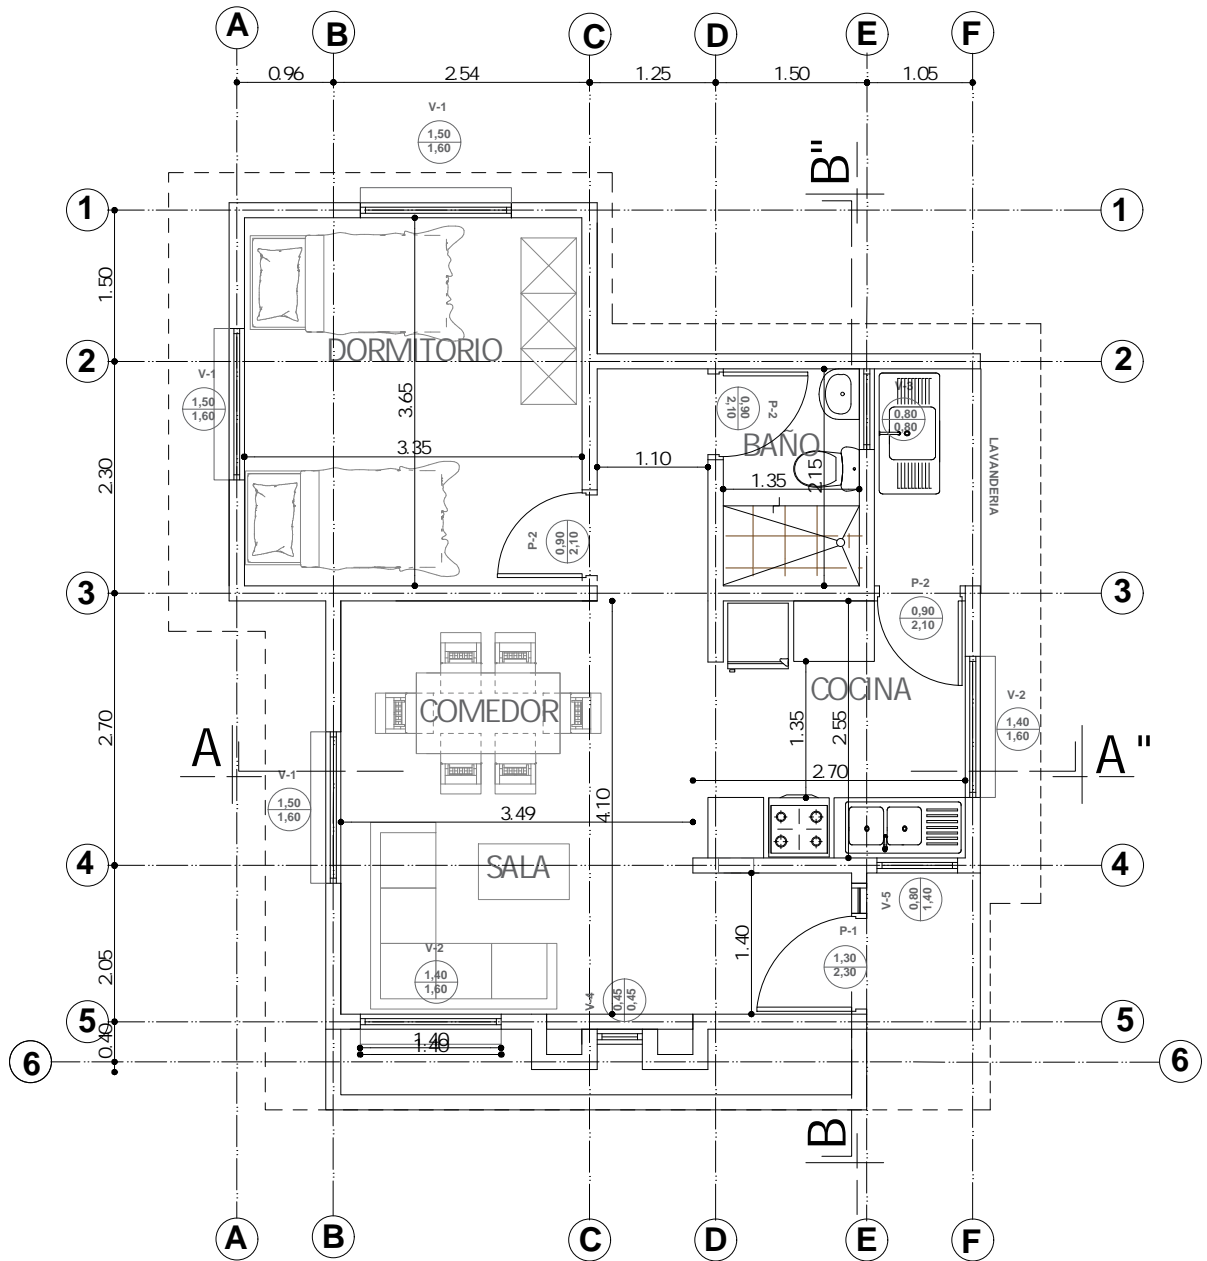 A B C D E F
0.96 2.54 1.25 1.50 1.05
V-1
1,50
1,60
B"
1 1
1.50
DORMITORIO
2 2
V-1
1,50
1,60
3.65
0,90
2,10
P-2
V-3
0,80
0,80
BAÑO
3.35
1.10
1.35
2.15
LAVANDERIA
2.30
P-2
0,90
2,10
3 3
P-2
0,90
2,10
COCINA
COMEDOR
V-2
1,40
1,60
2.70
1.35
2.55
A A"
2.70
V-1
1,50
1,60
3.49
4.10
4 4
SALA
V-5
0,80
1,40
P-1
1,30
2,30
1.40
V-2
1,40
1,60
2.05
V-4
0,45
0,45
5 5
0.40
1.40
1.40
6 6
B
A B C D E F